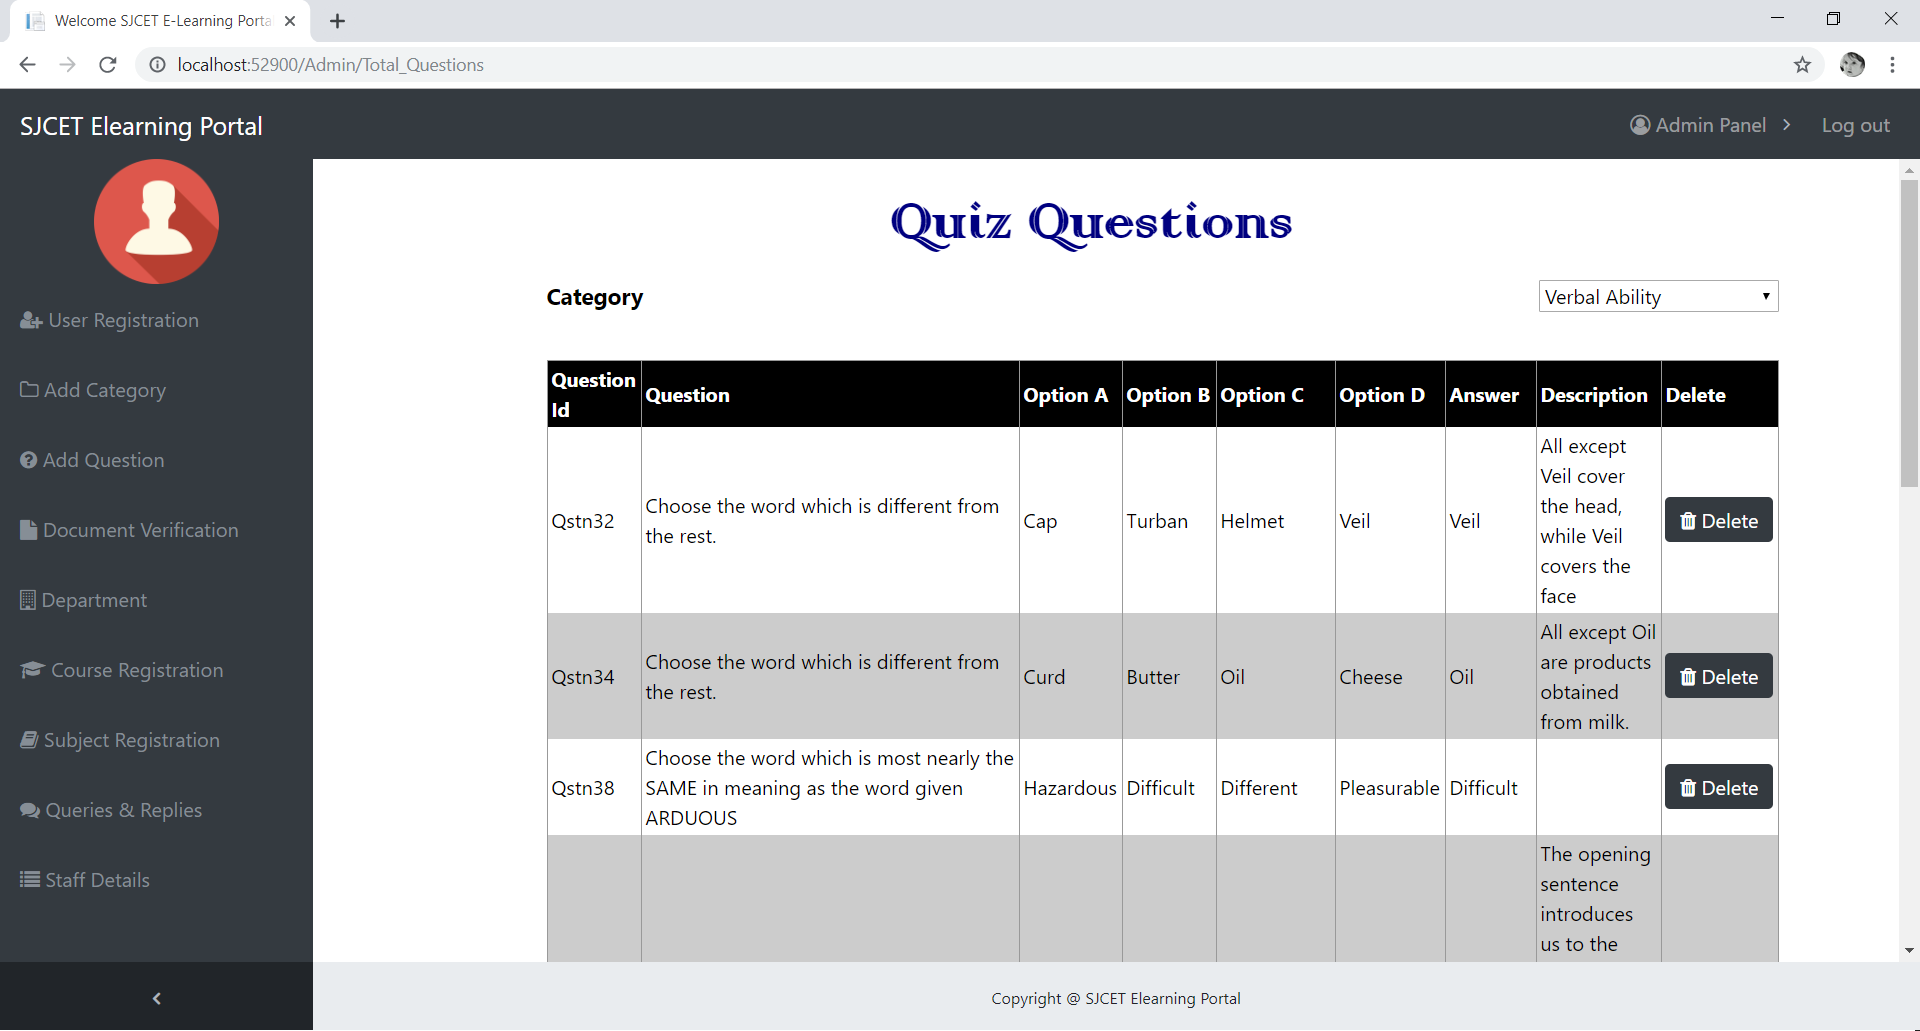 Welcome SJCET E-Learning Porta
localhost:52900/Admin/Total_Questions
SJCET Elearning Portal
Admin Panel
Log out
User Registration
Add Category
Add Question
Document Verification
Department
Course Registration
Subject Registration
Queries & Replies
Staff Details
Quiz Questions
Category
Verbal Ability
Question Id
Question
Option A
Option B
Option C
Option D
Answer
Description
Delete
Qstn32
Choose the word which is different from
the rest.
Cap
Turban
Helmet
Veil
Veil
All except
Veil cover
the head,
while Veil
covers the
face
Delete
Qstn34
Choose the word which is different from
the rest.
Curd
Butter
Oil
Cheese
Oil
All except Oil
are products
obtained
from milk.
Delete
Qstn38
Choose the word which is most nearly the
SAME in meaning as the word given
ARDUOUS
Hazardous
Difficult
Different
Pleasurable
Difficult
Delete
The opening
sentence
introduces
us to the
Copyright @ SJCET Elearning Portal